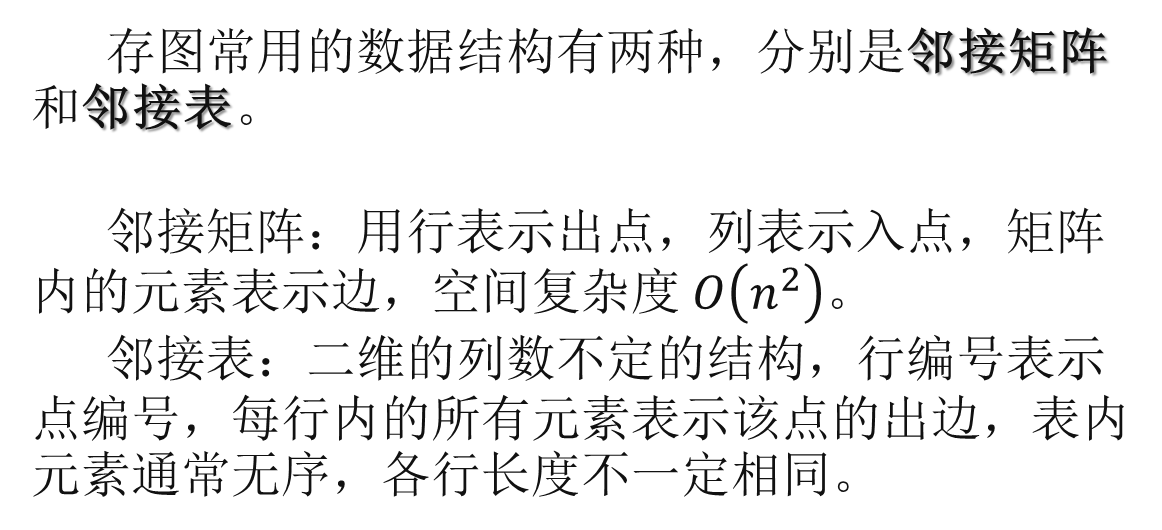 存图常用的数据结构有两种，分别是邻接矩阵
和邻接表。
邻接矩阵：用行表示出点，列表示入点，矩阵
内的元素表示边，空间复杂度 O(n²)。
邻接表：二维的列数不定的结构，行编号表示
点编号，每行内的所有元素表示该点的出边，表内
元素通常无序，各行长度不一定相同。